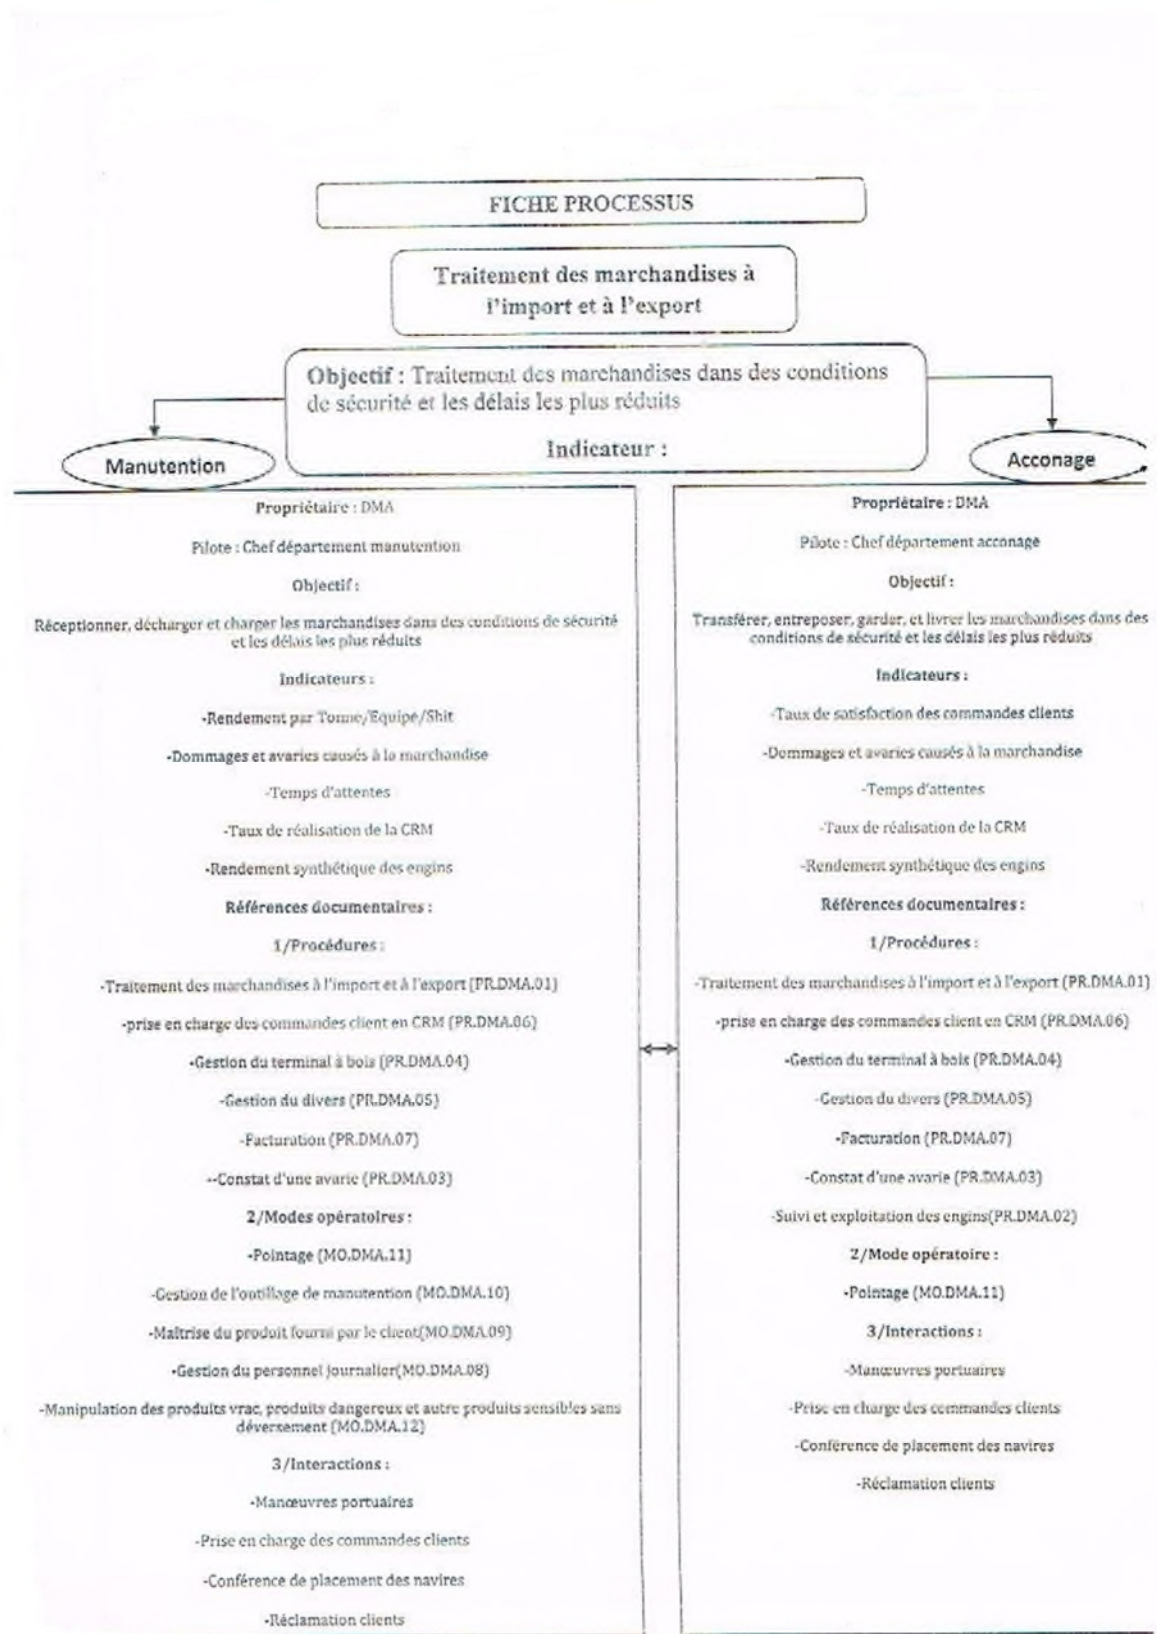 FICHE PROCESSUS
Traitement des marchandises à
l'import et à l'export
Objectif : Traitement des marchandises dans des conditions
de sécurité et les délais les plus réduits
Indicateur :
Manutention
Propriétaire : DMA
Pilote : Chef département manutention
Objectif :
Réceptionner, décharger et charger les marchandises dans des conditions de sécurité
et les délais les plus réduits
Indicateurs :
-Rendement par Tonne/Equipe/Shit
-Dommages et avaries causés à la marchandise
-Temps d'attentes
-Taux de réalisation de la CRM
-Rendement synthétique des engins
Références documentaires :
1/Procédures :
-Traitement des marchandises à l'import et à l'export (PR.DMA.01)
-prise en charge des commandes client en CRM (PR.DMA.06)
-Gestion du terminal à bois (PR.DMA.04)
-Gestion du divers (PR.DMA.05)
-Facturation (PR.DMA.07)
--Constat d'une avarie (PR.DMA.03)
2/Modes opératoires :
-Pointage (MO.DMA.11)
-Gestion de l'outillage de manutention (MO.DMA.10)
-Maîtrise du produit fourni par le client(MO.DMA.09)
-Gestion du personnel journalier(MO.DMA.08)
-Manipulation des produits vrac, produits dangereux et autre produits sensibles sans
déversement (MO.DMA.12)
3/Interactions :
-Manœuvres portuaires
-Prise en charge des commandes clients
-Conférence de placement des navires
-Réclamation clients
Acconage
Propriétaire : DMA
Pilote : Chef département acconage
Objectif :
Transférer, entreposer, garder, et livrer les marchandises dans des
conditions de sécurité et les délais les plus réduits
Indicateurs :
-Taux de satisfaction des commandes clients
-Dommages et avaries causés à la marchandise
-Temps d'attentes
-Taux de réalisation de la CRM
-Rendement synthétique des engins
Références documentaires :
1/Procédures :
-Traitement des marchandises à l'import et à l'export (PR.DMA.01)
-prise en charge des commandes client en CRM (PR.DMA.06)
-Gestion du terminal à bois (PR.DMA.04)
-Gestion du divers (PR.DMA.05)
-Facturation (PR.DMA.07)
-Constat d'une avarie (PR.DMA.03)
-Suivi et exploitation des engins(PR.DMA.02)
2/Mode opératoire :
-Pointage (MO.DMA.11)
3/Interactions :
-Manœuvres portuaires
-Prise en charge des commandes clients
-Conférence de placement des navires
-Réclamation clients